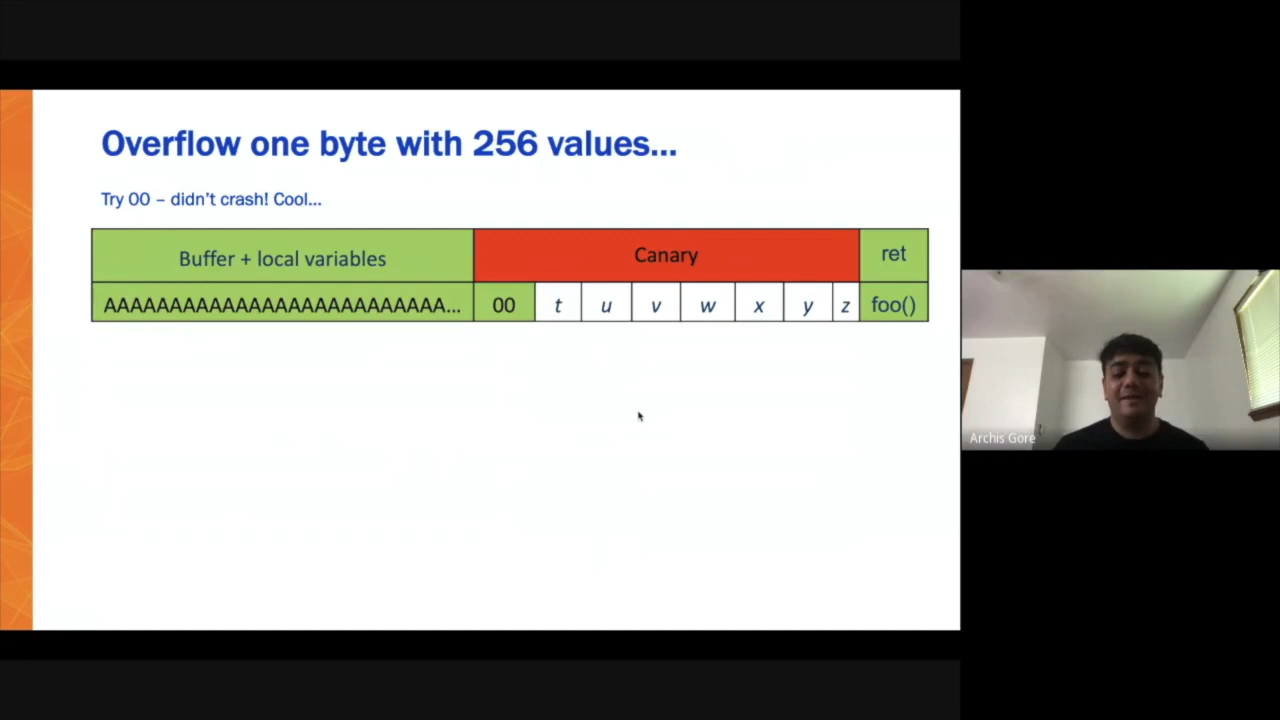 Overflow one byte with 256 values...
Try 00 – didn't crash! Cool...
Buffer + local variables Canary ret
AAAAAAAAAAAAAAAAAAAAAAAAAA... 00 t u v w x y z foo()
Archis Gore